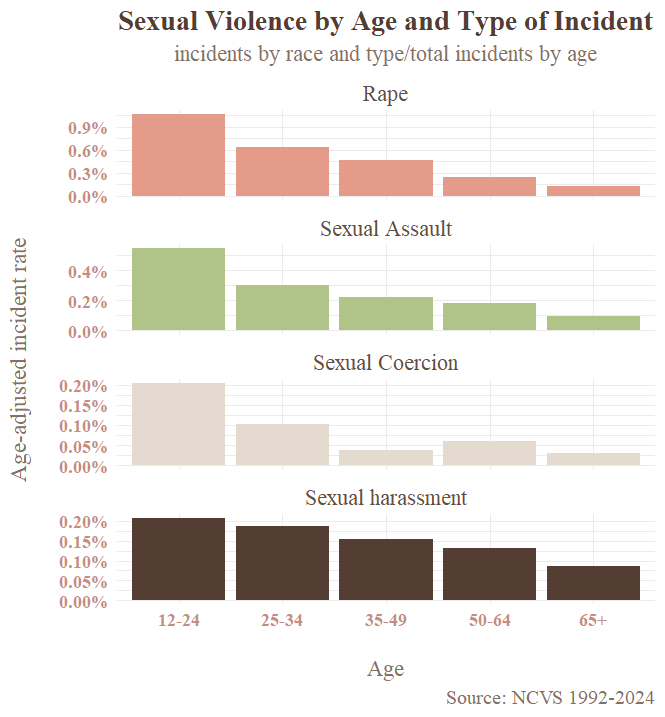 Sexual Violence by Age and Type of Incident
incidents by race and type/total incidents by age
Rape
0.9%
0.6%
0.3%
0.0%
Sexual Assault
0.4%
0.2%
0.0%
Sexual Coercion
0.20%
0.15%
0.10%
0.05%
0.00%
Sexual harassment
0.20%
0.15%
0.10%
0.05%
0.00%
Age-adjusted incident rate
12-24 25-34 35-49 50-64 65+
Age
Source: NCVS 1992-2024